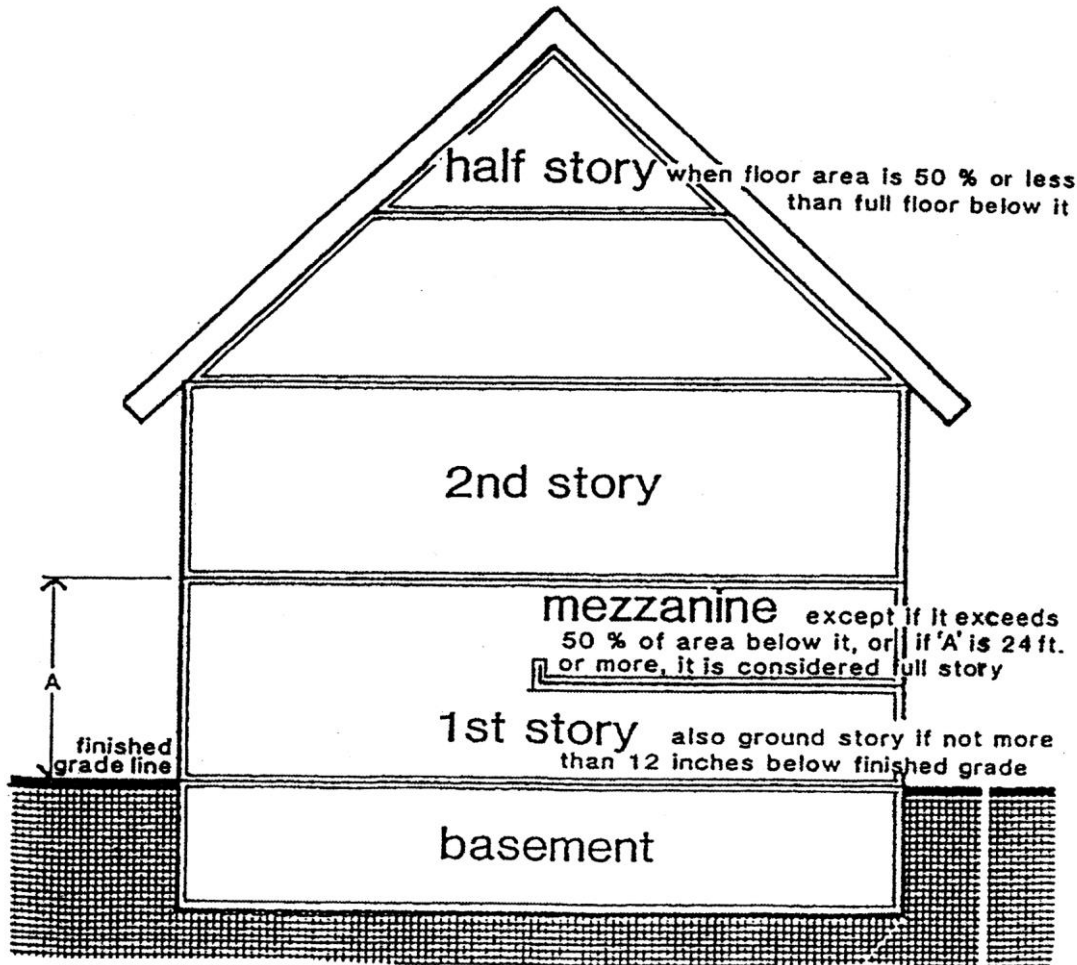 half story when floor area is 50 % or less
than full floor below it
2nd story
mezzanine except if it exceeds
50 % of area below it, or if 'A' is 24 ft.
or more, it is considered full story
A
1st story also ground story if not more
than 12 inches below finished grade
finished
grade line
basement